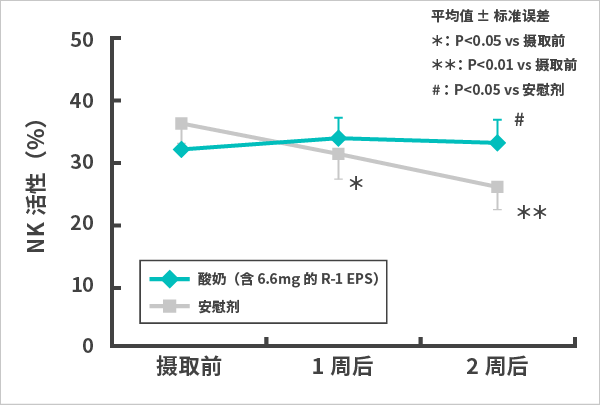 平均值 ± 标准误差
＊：P<0.05 vs 摄取前
＊＊：P<0.01 vs 摄取前
#：P<0.05 vs 安慰剂
NK 活性（%）
50
40
30
20
10
0
#
＊
＊＊
酸奶（含 6.6mg 的 R-1 EPS）
安慰剂
摄取前
1 周后
2 周后